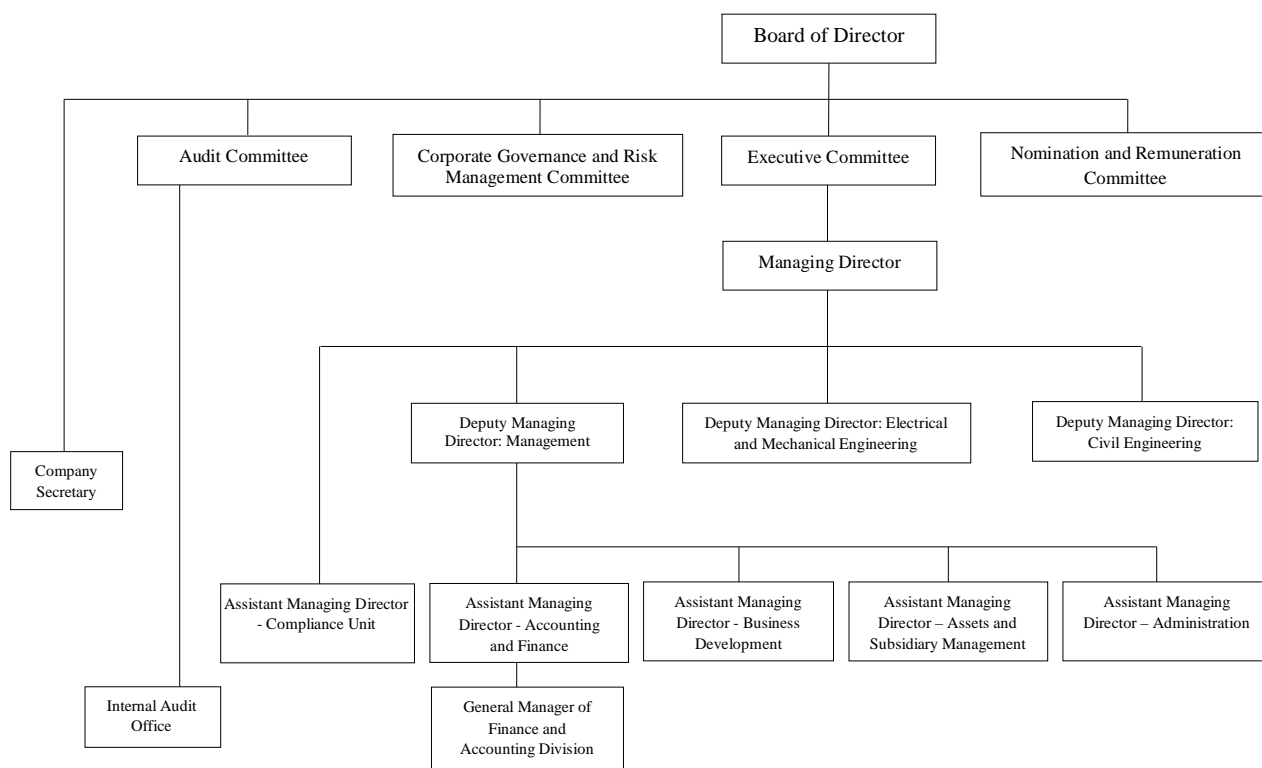 Board of Director
Audit Committee
Corporate Governance and Risk
Management Committee
Executive Committee
Nomination and Remuneration
Committee
Managing Director
Deputy Managing
Director: Management
Deputy Managing Director: Electrical
and Mechanical Engineering
Deputy Managing Director:
Civil Engineering
Company
Secretary
Assistant Managing Director
- Compliance Unit
Assistant Managing
Director - Accounting
and Finance
Assistant Managing
Director - Business
Development
Assistant Managing
Director – Assets and
Subsidiary Management
Assistant Managing
Director – Administration
Internal Audit
Office
General Manager of
Finance and
Accounting Division